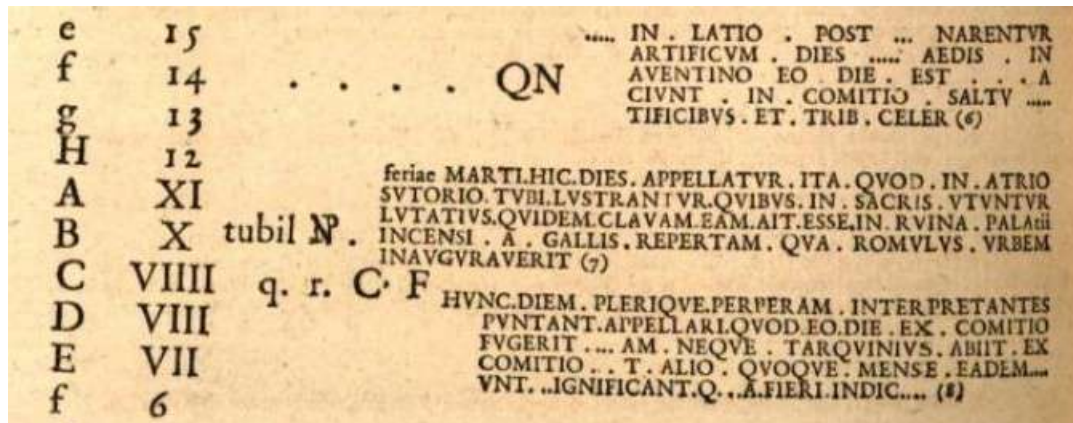 e 15 ..... IN . LATIO . POST ... NARENTVR
ARTIFICVM . DIES ..... AEDIS . IN
f 14 . . . . QN AVENTINO EO DIE . EST . . . A
CIVNT . IN . COMITIO . SALTV .....
g 13 TIFICIBVS . ET . TRIB . CELER (6)
H 12
feriae MARTI.HIC.DIES.APPELLATVR.ITA.QVOD.IN.ATRIO
A XI SVTORIO.TVBI.LVSTRANTVR.QVIBVS.IN.SACRIS.VTVNTVR
LVTATIVS.QVIDEM.CLAVAM.EAM.AIT.ESSE.IN.RVINA.PALAtii
B X tubil NP . INCENSI . A . GALLIS . REPERTAM . QVA . ROMVLVS . VRBEM
INAVGVRAVERIT (7)
C VIIII q. r. C. F
HVNC.DIEM.PLERIQVE.PERPERAM.INTERPRETANTES
D VIII PVNTANT.APPELLARI.QVOD.EO.DIE.EX.COMITIO
FVGERIT .... AM. NEQVE . TARQVINIVS. ABIIT . EX
E VII COMITIO . . T. ALIO . QVOQVE . MENSE . EADEM....
VNT. ..IGNIFICANT.Q. ..A.FIERI.INDIC.... (8)
f 6